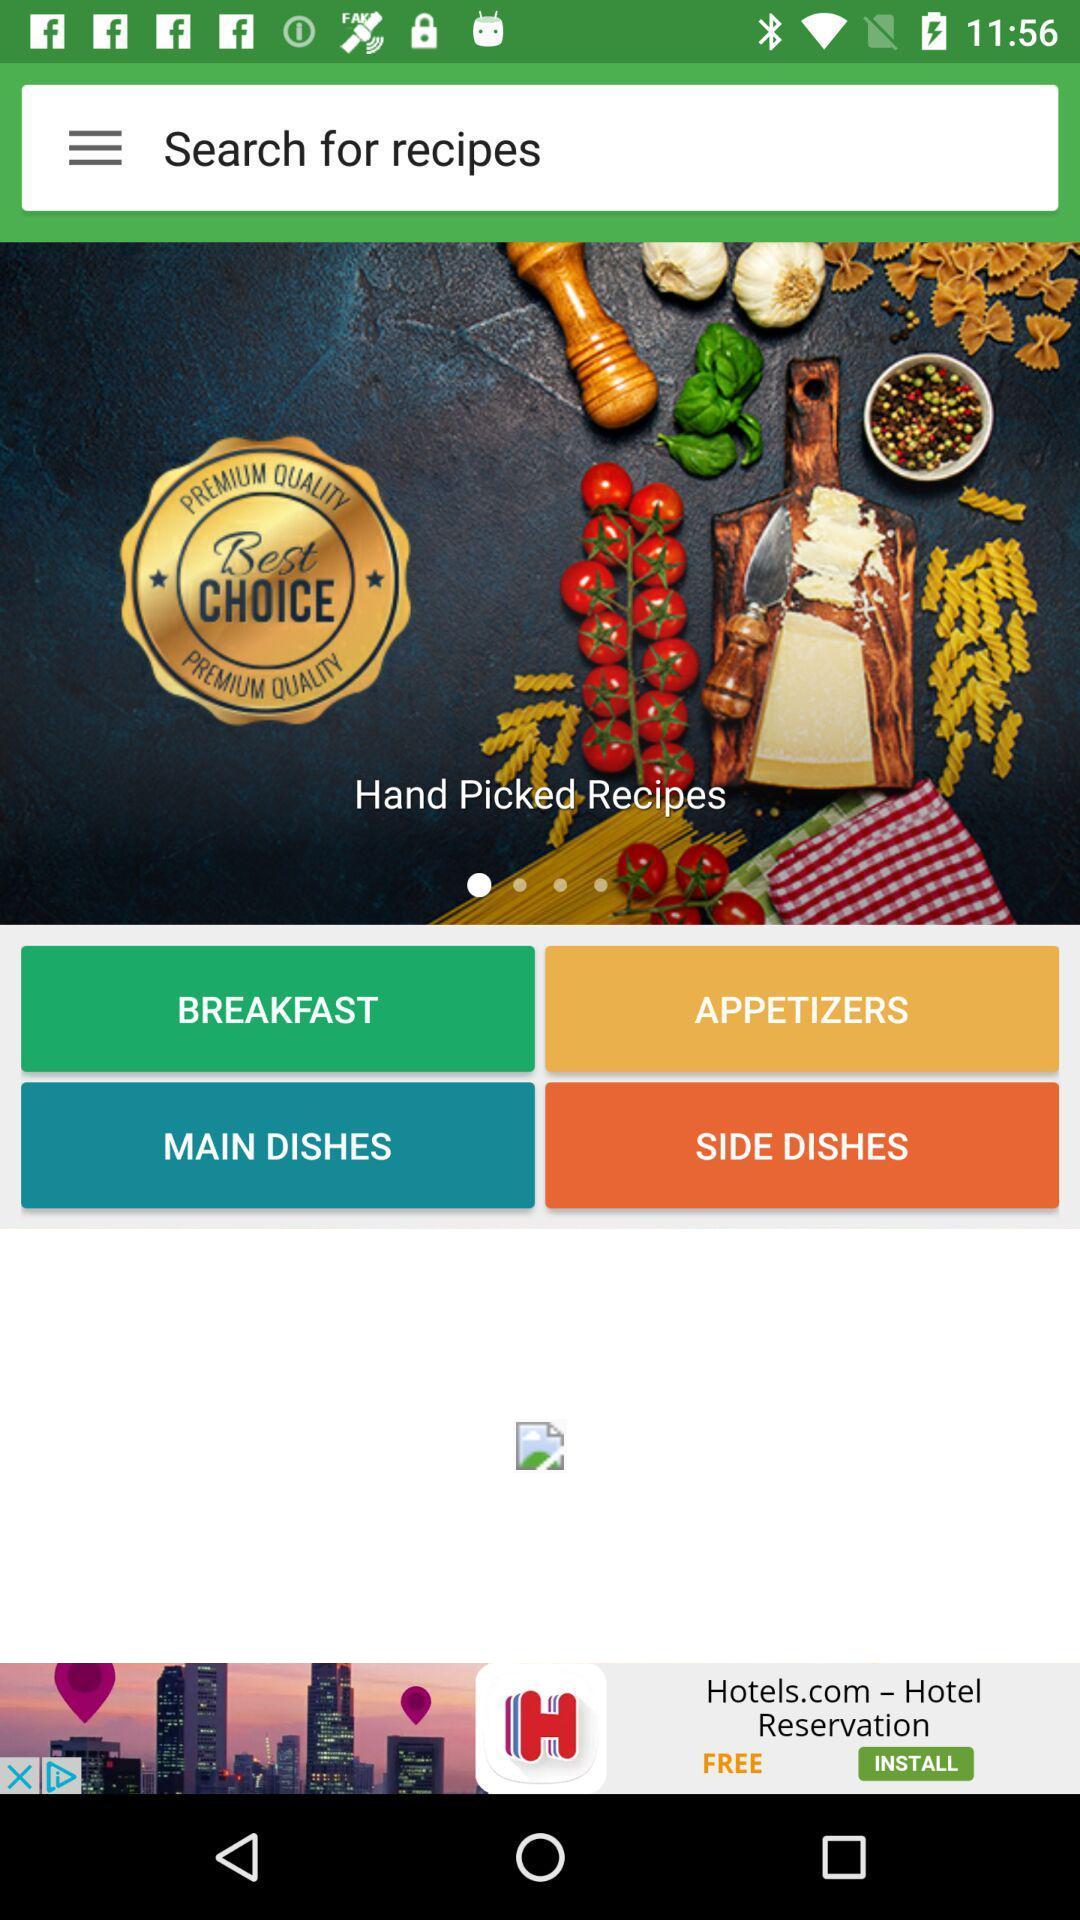 FAKE
11:56
Search for recipes
PREMIUM QUALITY
Best
CHOICE
PREMIUM QUALITY
Hand Picked Recipes
BREAKFAST
APPETIZERS
MAIN DISHES
SIDE DISHES
Hotels.com – Hotel
Reservation
FREE
INSTALL